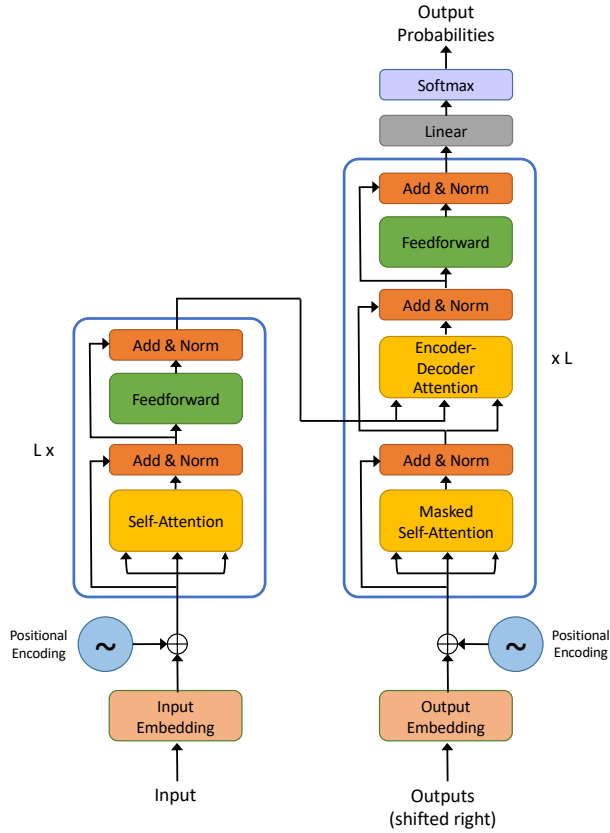 Output
Probabilities
Softmax
Linear
Add & Norm
Feedforward
Add & Norm
Encoder-
Decoder
Attention
x L
Add & Norm
Masked
Self-Attention
Add & Norm
Feedforward
L x
Add & Norm
Self-Attention
Positional
Encoding
~
Positional
Encoding
~
Input
Embedding
Output
Embedding
Input
Outputs
(shifted right)